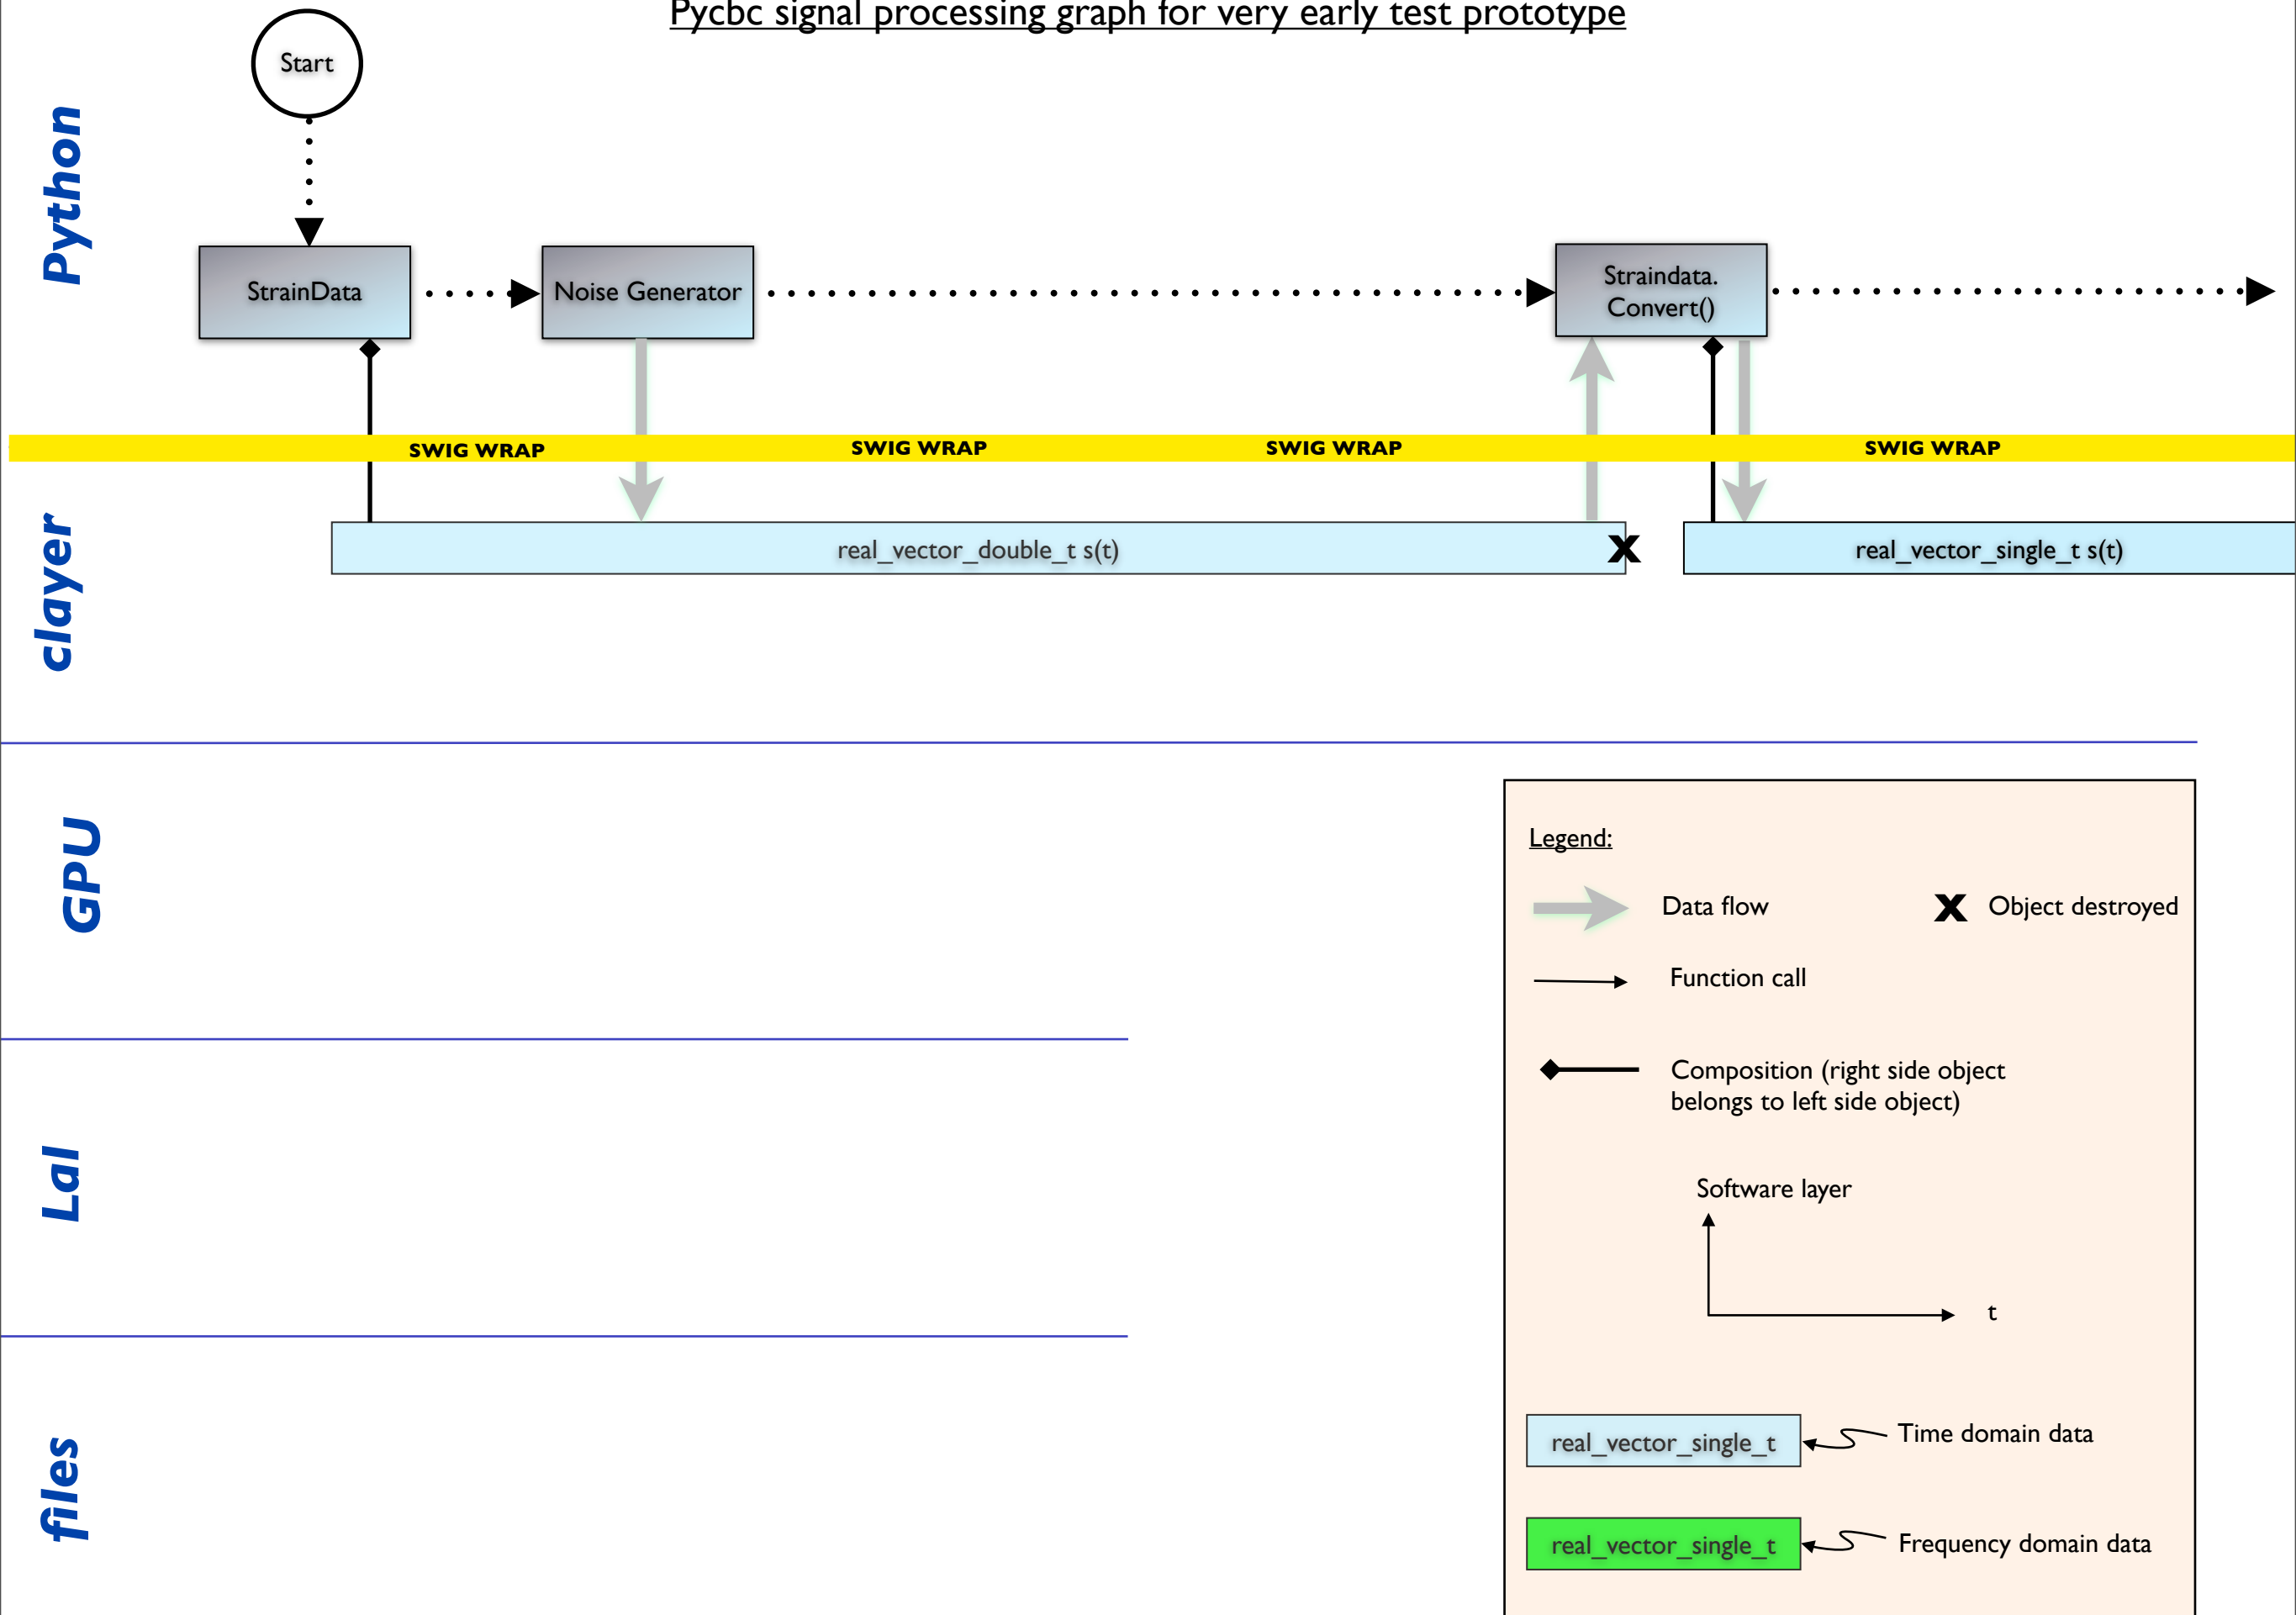 Pycbc signal processing graph for very early test prototype
Start
Python
StrainData
Noise Generator
Straindata.
Convert()
SWIG WRAP
SWIG WRAP
SWIG WRAP
SWIG WRAP
clayer
real_vector_double_t s(t)
X
real_vector_single_t s(t)
GPU
Legend:
Data flow
X Object destroyed
Function call
Composition (right side object
belongs to left side object)
Lal
Software layer
t
files
real_vector_single_t
Time domain data
real_vector_single_t
Frequency domain data